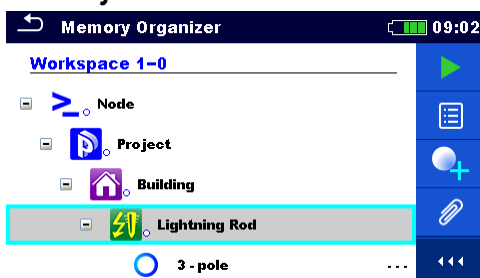 Memory Organizer 09:02
Workspace 1-0
Node
Project
Building
Lightning Rod
3 - pole ---